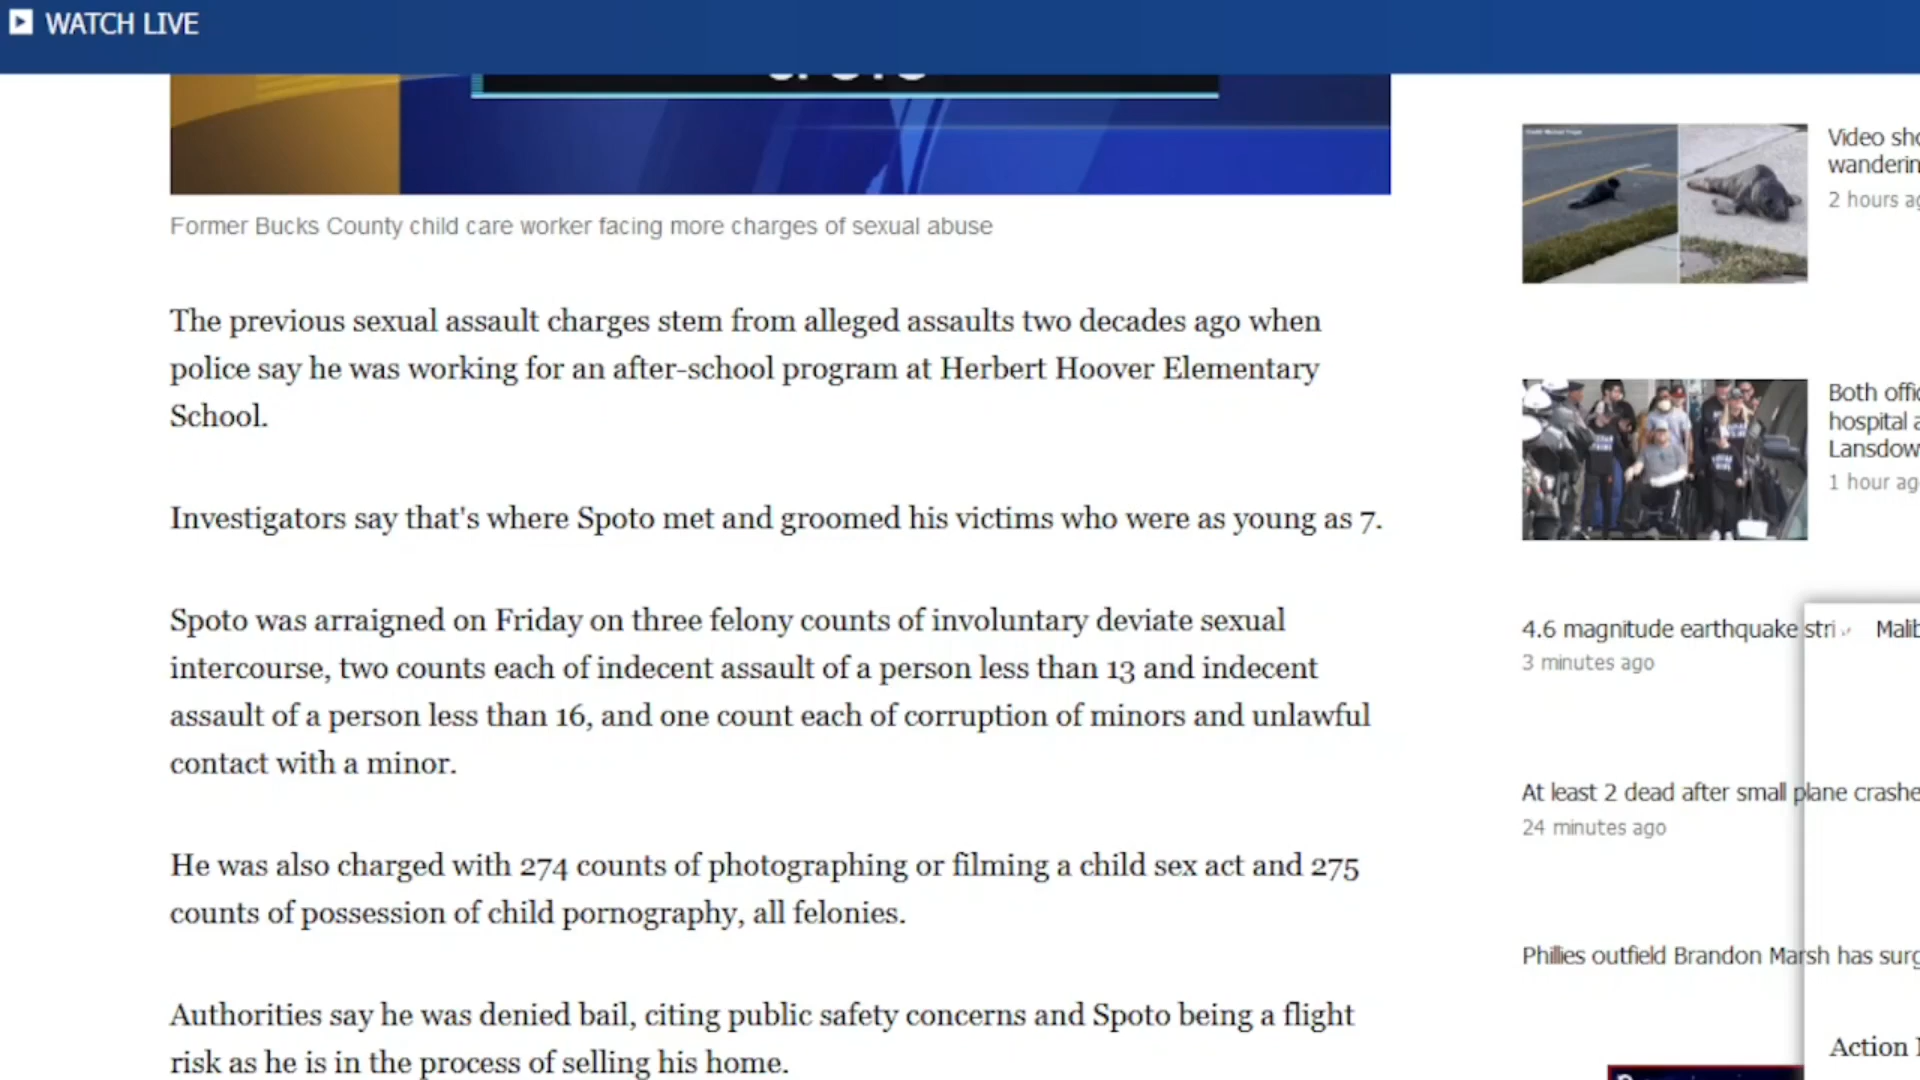 WATCH LIVE
Former Bucks County child care worker facing more charges of sexual abuse
The previous sexual assault charges stem from alleged assaults two decades ago when
police say he was working for an after-school program at Herbert Hoover Elementary
School.
Investigators say that's where Spoto met and groomed his victims who were as young as 7.
Spoto was arraigned on Friday on three felony counts of involuntary deviate sexual
intercourse, two counts each of indecent assault of a person less than 13 and indecent
assault of a person less than 16, and one count each of corruption of minors and unlawful
contact with a minor.
He was also charged with 274 counts of photographing or filming a child sex act and 275
counts of possession of child pornography, all felonies.
Authorities say he was denied bail, citing public safety concerns and Spoto being a flight
risk as he is in the process of selling his home.
Video
2 hours
Both
hospital
1 hour
4.6 magnitude earthquake
3 minutes ago
At least 2 dead after small plane
24 minutes ago
Phillies outfield Brandon Marsh has
Action